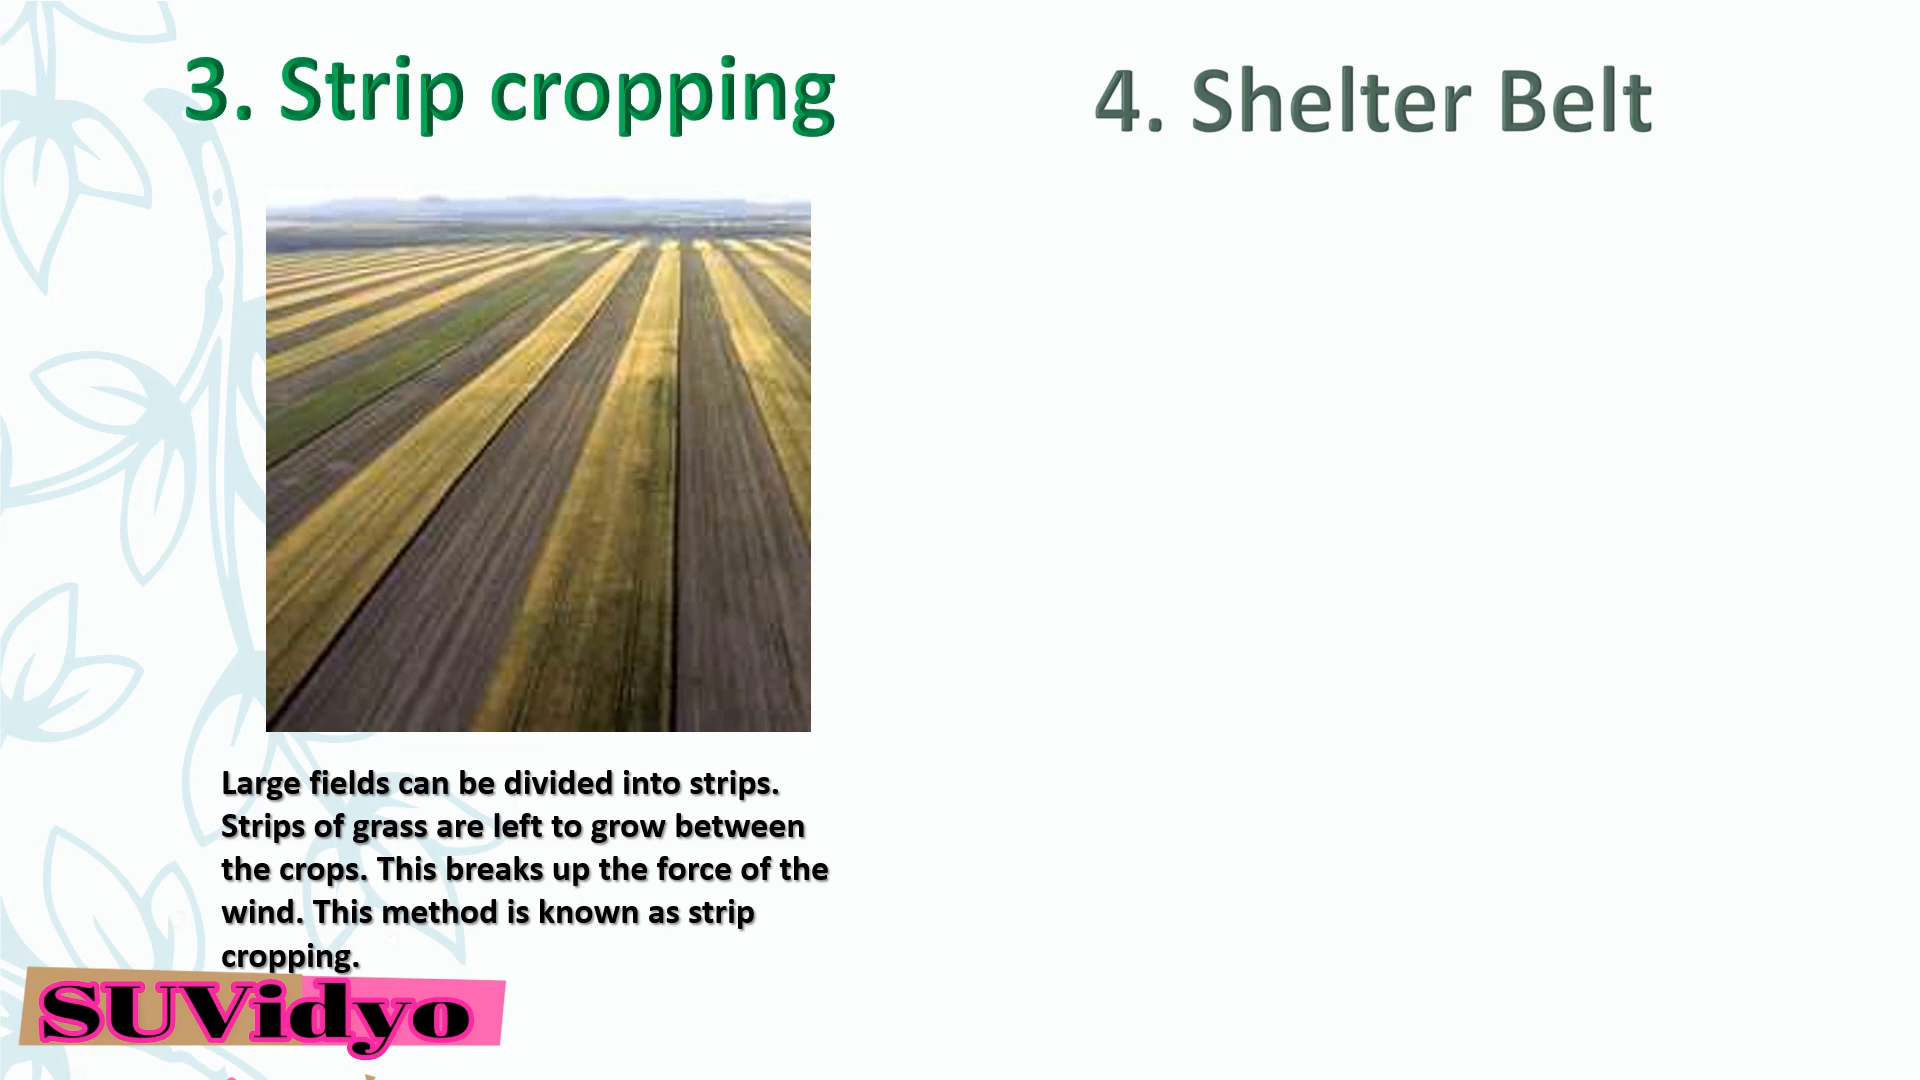 3. Strip cropping
Large fields can be divided into strips.
Strips of grass are left to grow between
the crops. This breaks up the force of the
wind. This method is known as strip
cropping.
4. Shelter Belt
SUVidyo